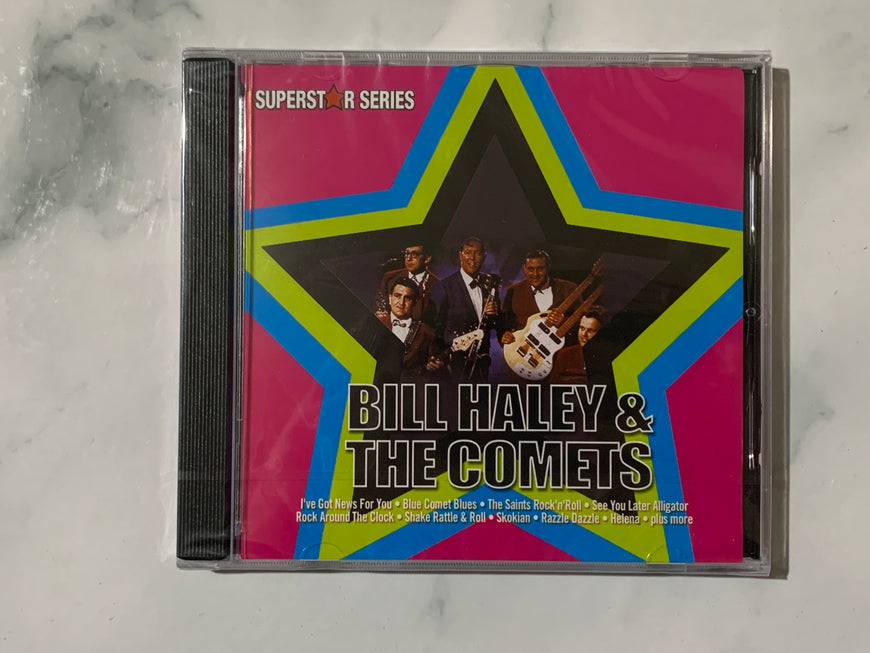 SUPERSTAR SERIES
BILL HALEY &
THE COMETS
I've Got News For You • Blue Comet Blues • The Saints Rock'n'Roll • See You Later Alligator
Rock Around The Clock • Shake Rattle & Roll • Skokian • Razzle Dazzle • Helena • plus more